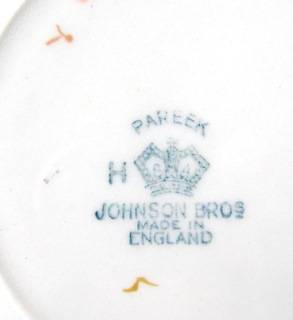 PAREEK
H
JOHNSON BROS
MADE IN
ENGLAND